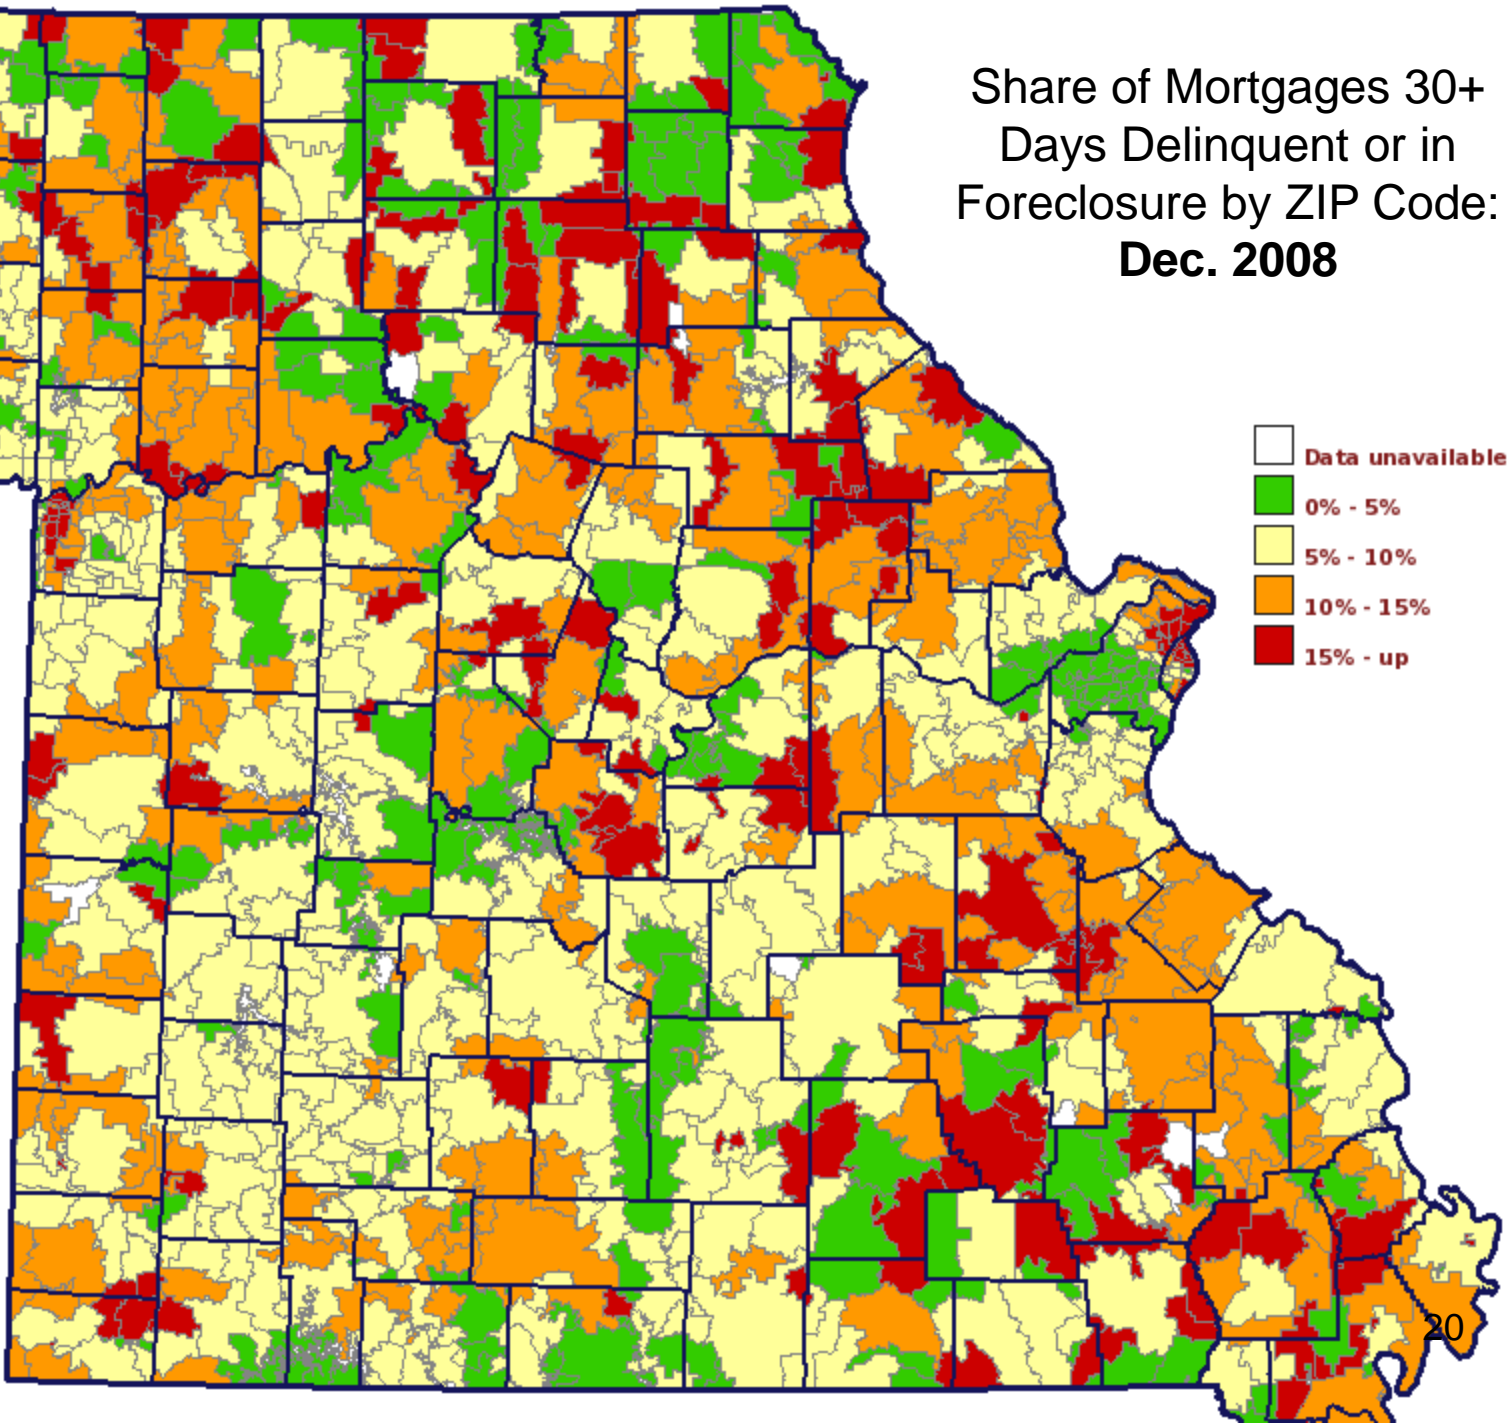 Share of Mortgages 30+
Days Delinquent or in
Foreclosure by ZIP Code:
Dec. 2008
Data unavailable
0% - 5%
5% - 10%
10% - 15%
15% - up
20